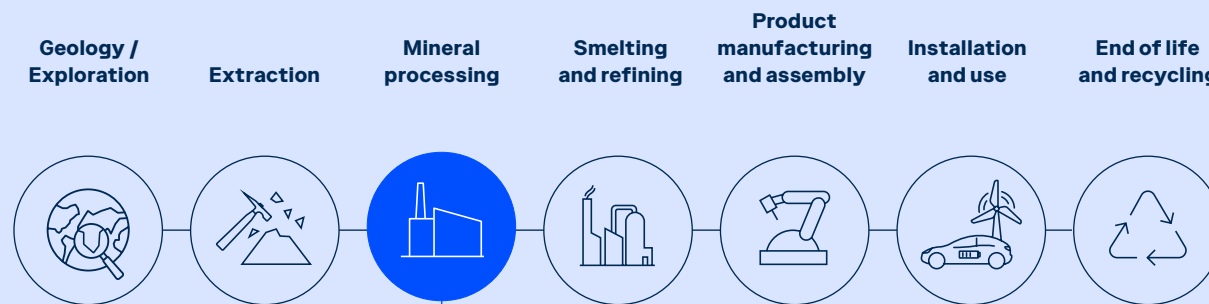 Geology /
Exploration
Extraction
Mineral
processing
Smelting
and refining
Product
manufacturing
and assembly
Installation
and use
End of life
and recycling